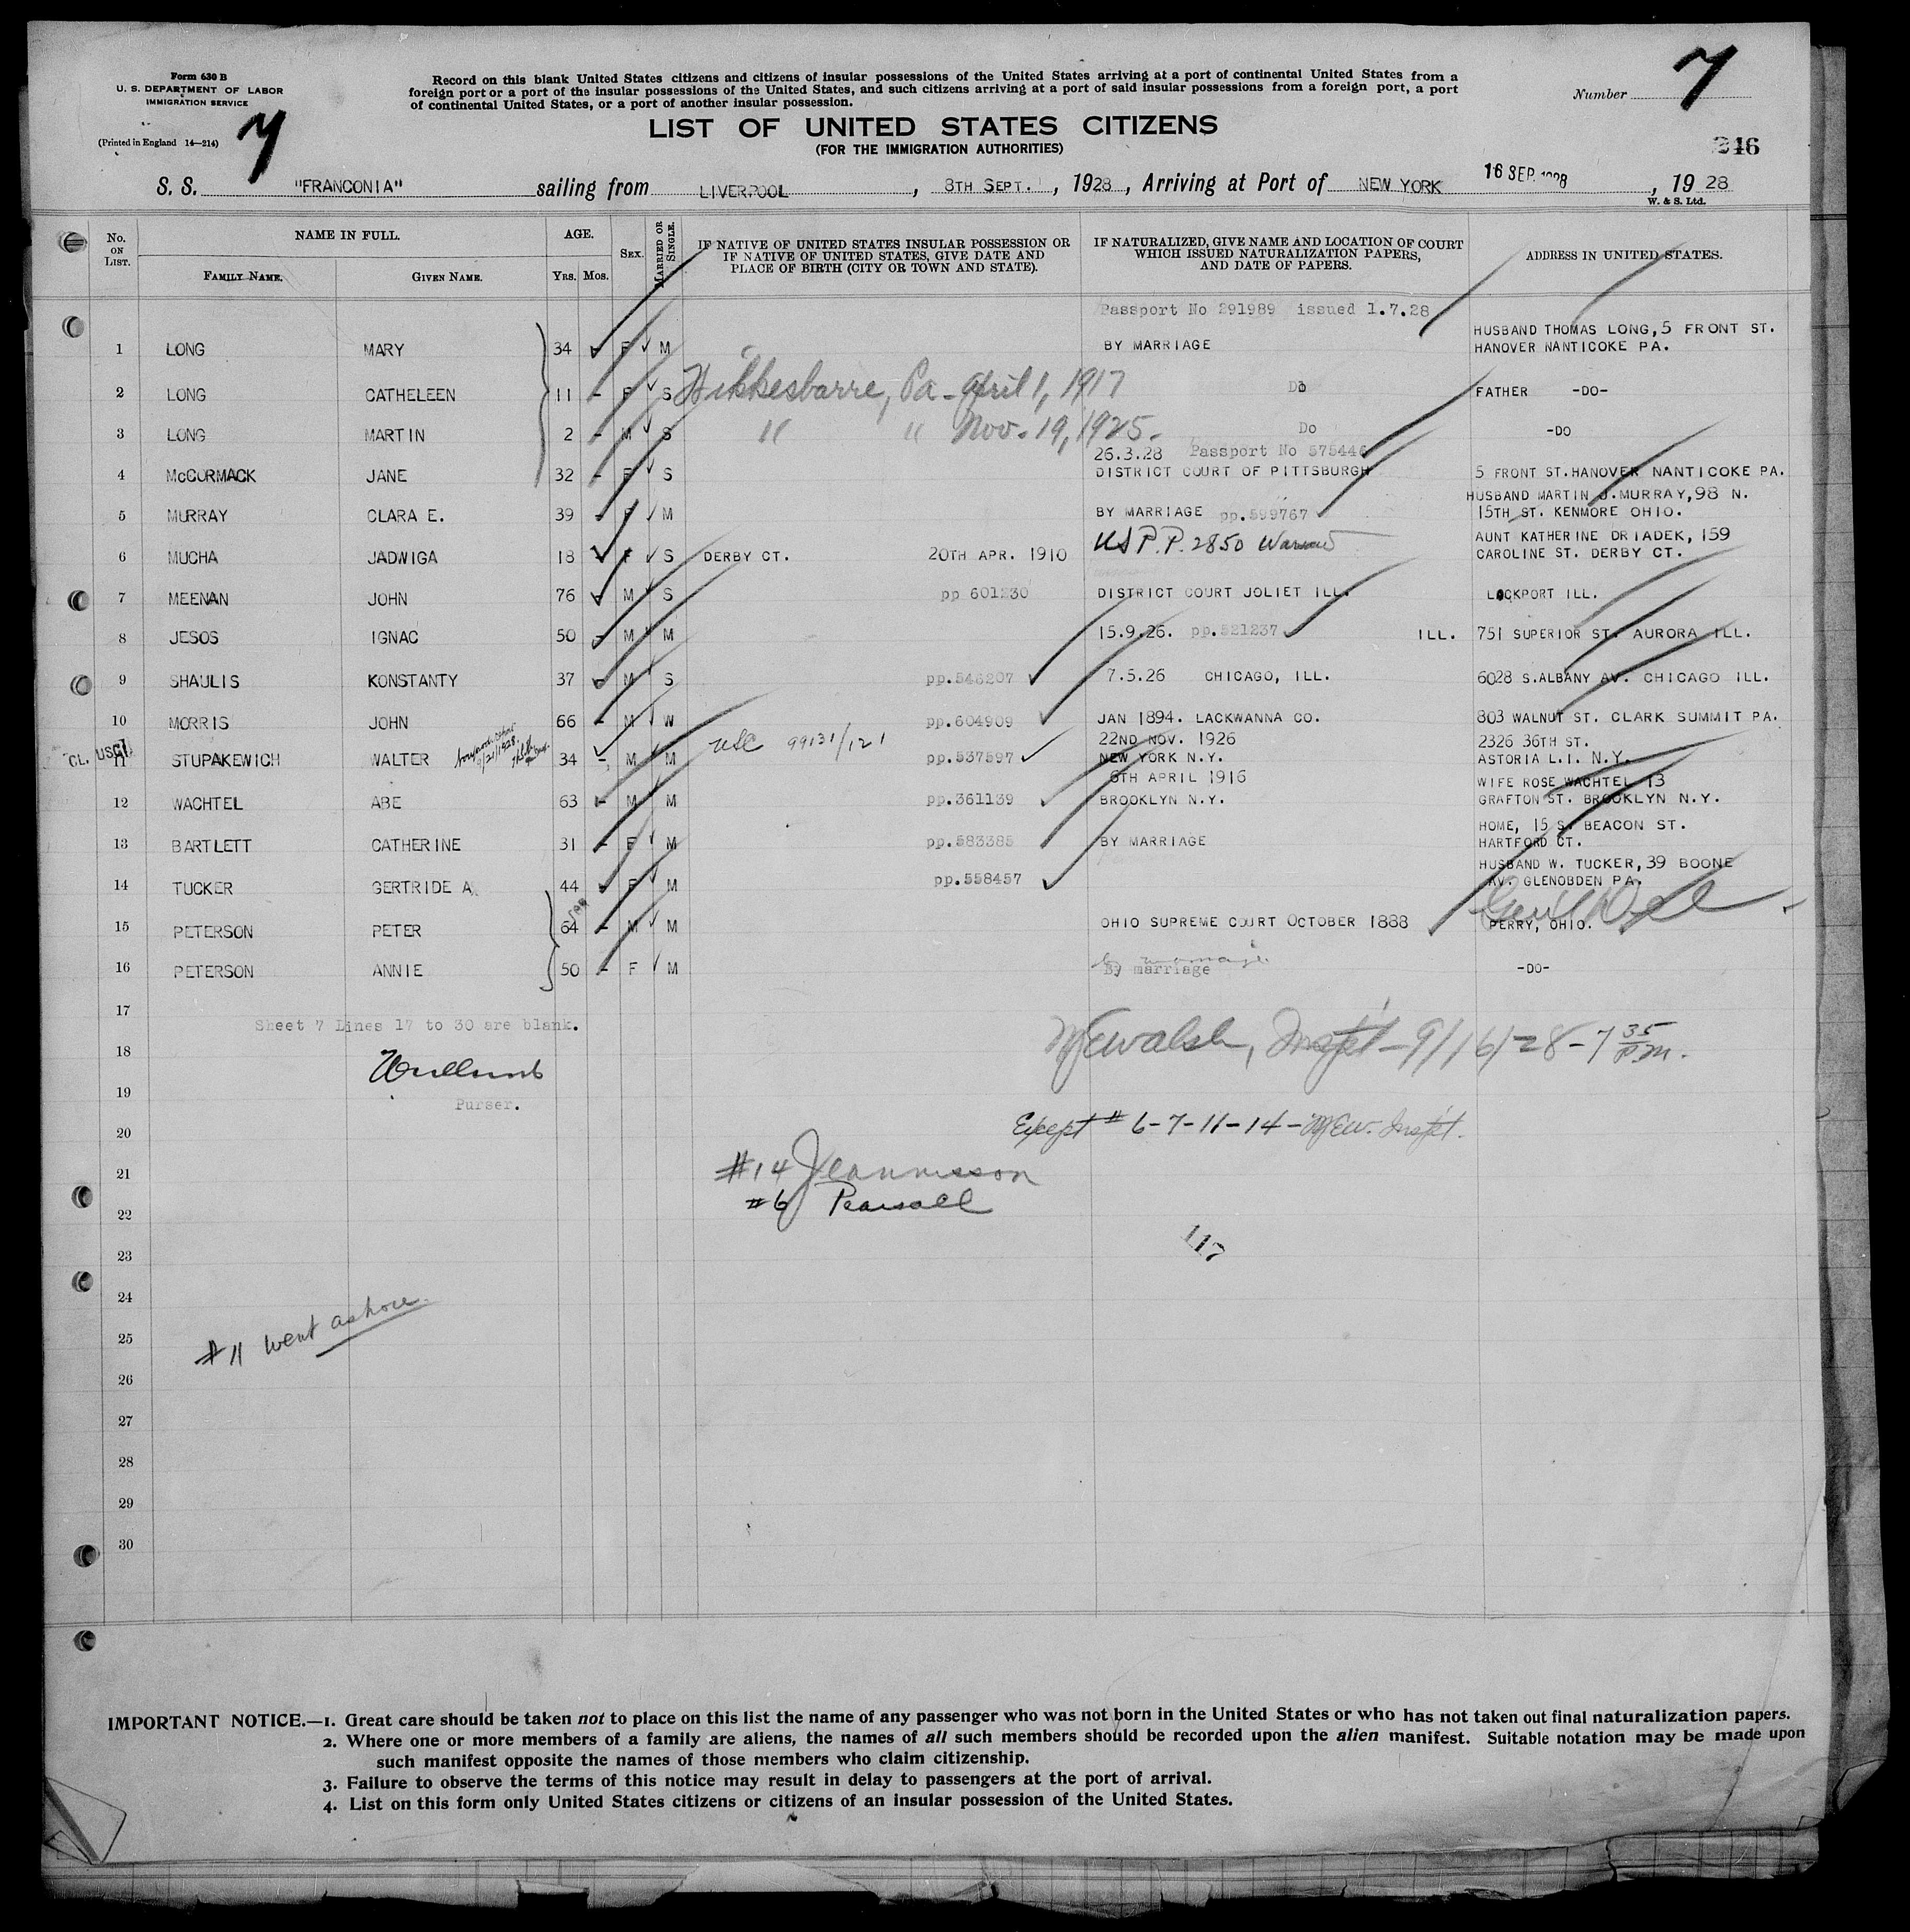 Form 630 B
U. S. DEPARTMENT OF LABOR
IMMIGRATION SERVICE
(Printed in England 14—214)
7
Record on this blank United States citizens and citizens of insular possessions of the United States arriving at a port of continental United States from a
foreign port or a port of the insular possessions of the United States, and such citizens arriving at a port of said insular possessions from a foreign port, a port
of continental United States, or a port of another insular possession.
Number 7
LIST OF UNITED STATES CITIZENS
(FOR THE IMMIGRATION AUTHORITIES)
246
S. S. "FRANCONIA" sailing from LIVERPOOL, 8TH SEPT., 1928, Arriving at Port of NEW YORK 16 SEP. 1928, 1928
W. & S. Ltd.
No. ON LIST. NAME IN FULL. AGE. SEX. MARRIED OR SINGLE. IF NATIVE OF UNITED STATES INSULAR POSSESSION OR IF NATIVE OF UNITED STATES, GIVE DATE AND PLACE OF BIRTH (CITY OR TOWN AND STATE). IF NATURALIZED, GIVE NAME AND LOCATION OF COURT WHICH ISSUED NATURALIZATION PAPERS, AND DATE OF PAPERS. ADDRESS IN UNITED STATES.
FAMILY NAME. GIVEN NAME. YRS. MOS.
Passport No 291989 issued 1.7.28
HUSBAND THOMAS LONG, 5 FRONT ST.
1 LONG MARY 34 - F M BY MARRIAGE HANOVER NANTICOKE PA.
2 LONG CATHELEEN 11 - F S Wilkesbarre, Pa - April 1, 1917 Do FATHER -DO-
3 LONG MARTIN 2 - M S " " Nov. 19, 1925. Do -DO
26.3.28 Passport No 575446
4 McCORMACK JANE 32 - F S DISTRICT COURT OF PITTSBURGH 5 FRONT ST. HANOVER NANTICOKE PA.
HUSBAND MARTIN J. MURRAY, 98 N.
5 MURRAY CLARA E. 39 - F M BY MARRIAGE pp.599767 15TH ST. KENMORE OHIO.
US P.P. 2850 Warsaw AUNT KATHERINE DRIADEK, 159
6 MUCHA JADWIGA 18 F S DERBY CT. 20TH APR. 1910 CAROLINE ST. DERBY CT.
7 MEENAN JOHN 76 - M S pp 601230 DISTRICT COURT JOLIET ILL. LOCKPORT ILL.
8 JESOS IGNAC 50 - M M 15.9.26. pp.521237 ILL. 751 SUPERIOR ST. AURORA ILL.
9 SHAULIS KONSTANTY 37 - M S pp.546207 7.5.26 CHICAGO, ILL. 6028 S.ALBANY AV. CHICAGO ILL.
10 MORRIS JOHN 66 - M W pp.604909 JAN 1894. LACKWANNA CO. 803 WALNUT ST. CLARK SUMMIT PA.
USC 99131/121 22ND NOV. 1926 2326 36TH ST.
CL. USC 11 STUPAKEWICH WALTER 9/21/1928 34 - M M pp.537597 NEW YORK N.Y. ASTORIA L.I. N.Y.
6TH APRIL 1916 WIFE ROSE WACHTEL 13
12 WACHTEL ABE 63 - M M pp.361139 BROOKLYN N.Y. GRAFTON ST. BROOKLYN N.Y.
HOME, 15 S. BEACON ST.
13 BARTLETT CATHERINE 31 - F M pp.583385 BY MARRIAGE HARTFORD CT.
HUSBAND W. TUCKER, 39 BOONE
14 TUCKER GERTRIDE A. 44 - F M pp.558457 AV. GLENOBDEN PA.
15 PETERSON PETER 64 - M M OHIO SUPREME COURT OCTOBER 1888 PERRY, OHIO.
by marriage
16 PETERSON ANNIE 50 - F M By marriage -DO-
17
Sheet 7 Lines 17 to 30 are blank.
18
19
Purser.
MEWalsh, Inspt - 9/16/28 - 7 35 P.M.
20
Except # 6-7-11-14 - MEW. Inspt.
21
#14 Jeannisson
#6 Pearsall
22
117
23
24
#11 went ashore
25
26
27
28
29
30
IMPORTANT NOTICE.—1. Great care should be taken not to place on this list the name of any passenger who was not born in the United States or who has not taken out final naturalization papers.
2. Where one or more members of a family are aliens, the names of all such members should be recorded upon the alien manifest. Suitable notation may be made upon
such manifest opposite the names of those members who claim citizenship.
3. Failure to observe the terms of this notice may result in delay to passengers at the port of arrival.
4. List on this form only United States citizens or citizens of an insular possession of the United States.